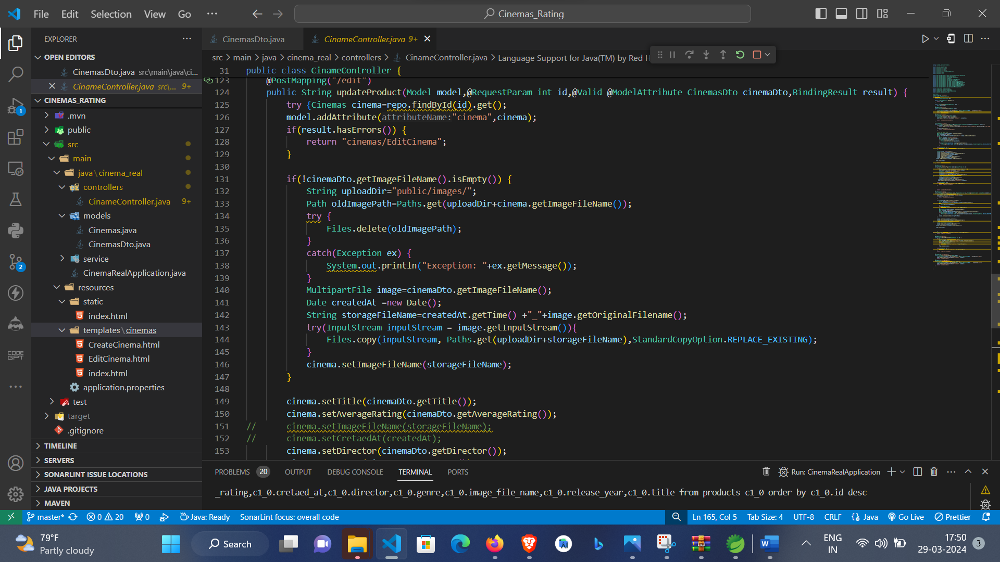 File Edit Selection View Go ··· Cinemas_Rating
EXPLORER
OPEN EDITORS
CinemasDto.java src\main\java\ci...
CinameController.java src\... 9+
CINEMAS_RATING
.mvn
public
src
main
java\cinema_real
controllers
CinameController.java 9+
models
Cinemas.java
CinemasDto.java
service
CinemaRealApplication.java
resources
static
index.html
templates\cinemas
CreateCinema.html
EditCinema.html
index.html
application.properties
test
target
.gitignore
TIMELINE
SERVERS
SONARLINT ISSUE LOCATIONS
JAVA PROJECTS
MAVEN
1
2
CODE
GPT
CinemasDto.java CinameController.java 9+
src > main > java > cinema_real > controllers > CinameController.java > Language Support for Java(TM) by Red H
31 public class CinameController {
123 @PostMapping("/edit")
124 public String updateProduct(Model model,@RequestParam int id,@Valid @ModelAttribute CinemasDto cinemaDto,BindingResult result) {
125 try {Cinemas cinema=repo.findById(id).get();
126 model.addAttribute(attributeName:"cinema",cinema);
127 if(result.hasErrors()) {
128 return "cinemas/EditCinema";
129 }
130
131 if(!cinemaDto.getImageFileName().isEmpty()) {
132 String uploadDir="public/images/";
133 Path oldImagePath=Paths.get(uploadDir+cinema.getImageFileName());
134 try {
135 Files.delete(oldImagePath);
136 }
137 catch(Exception ex) {
138 System.out.println("Exception: "+ex.getMessage());
139 }
140 MultipartFile image=cinemaDto.getImageFileName();
141 Date createdAt =new Date();
142 String storageFileName=createdAt.getTime() +"_"+image.getOriginalFilename();
143 try(InputStream inputStream = image.getInputStream()){
144 Files.copy(inputStream, Paths.get(uploadDir+storageFileName),StandardCopyOption.REPLACE_EXISTING);
145 }
146 cinema.setImageFileName(storageFileName);
147 }
148
149 cinema.setTitle(cinemaDto.getTitle());
150 cinema.setAverageRating(cinemaDto.getAverageRating());
151 // cinema.setImageFileName(storageFileName);
152 // cinema.setCretaedAt(createdAt);
153 cinema.setDirector(cinemaDto.getDirector());
PROBLEMS 20 OUTPUT DEBUG CONSOLE TERMINAL PORTS Run: CinemaRealApplication
_rating,c1_0.cretaed_at,c1_0.director,c1_0.genre,c1_0.image_file_name,c1_0.release_year,c1_0.title from products c1_0 order by c1_0.id desc
master* 0 20 0 Java: Ready SonarLint focus: overall code Ln 165, Col 5 Tab Size: 4 UTF-8 CRLF {} Java Go Live Prettier
79°F
Partly cloudy
Search
ENG
IN
17:50
29-03-2024
3